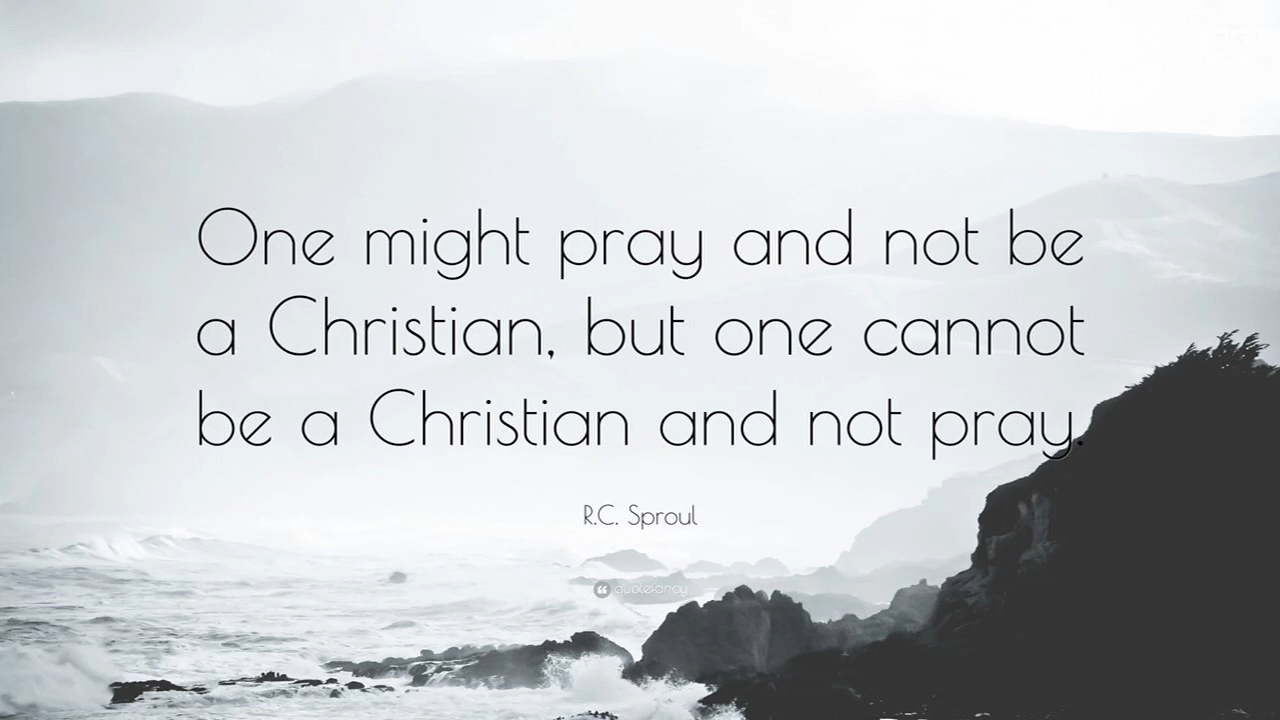 One might pray and not be
a Christian, but one cannot
be a Christian and not pray.
R.C. Sproul
quotefancy